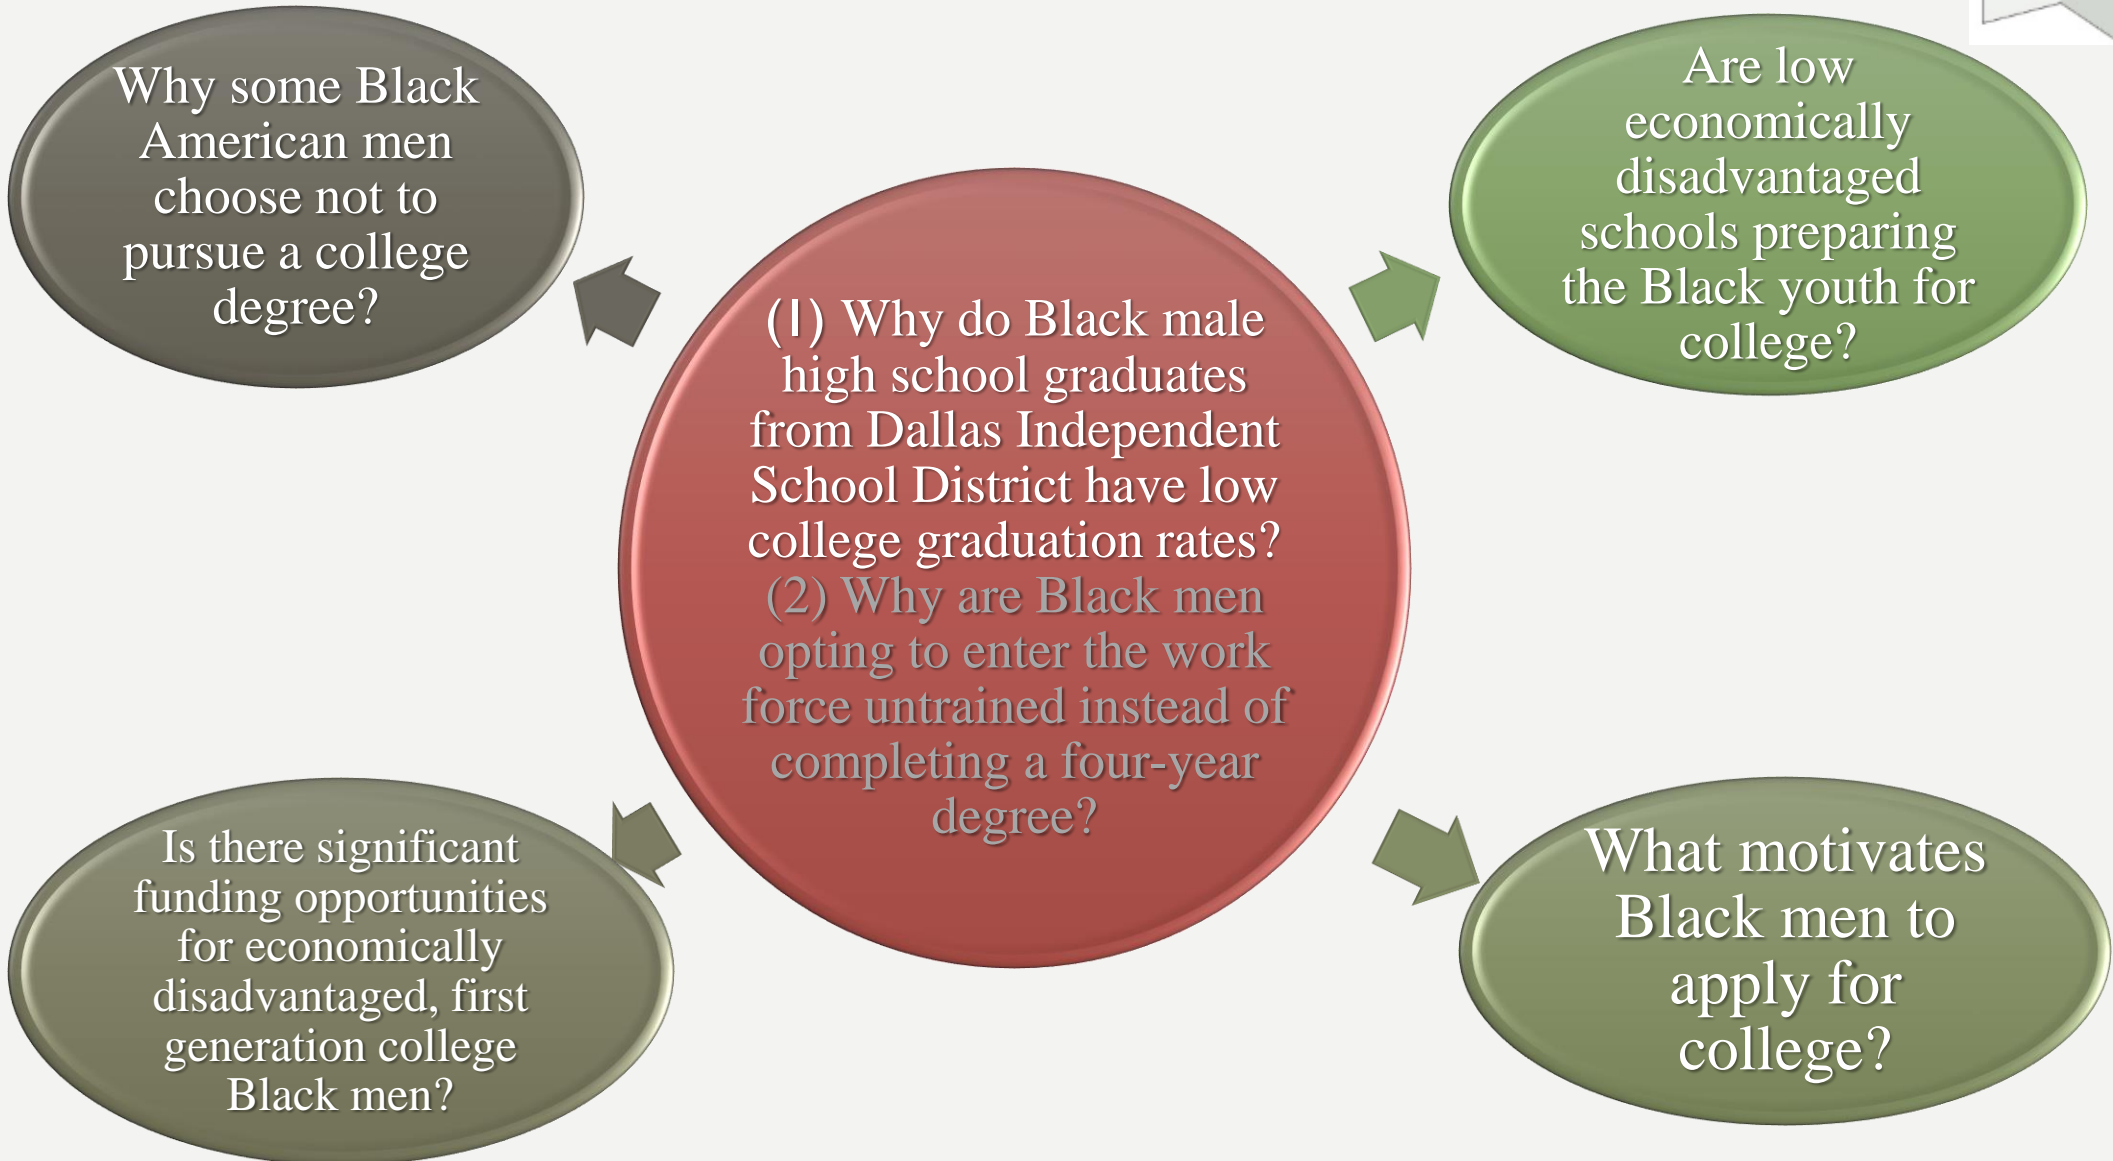 Why some Black
American men
choose not to
pursue a college
degree?
Are low
economically
disadvantaged
schools preparing
the Black youth for
college?
(1) Why do Black male
high school graduates
from Dallas Independent
School District have low
college graduation rates?
(2) Why are Black men
opting to enter the work
force untrained instead of
completing a four-year
degree?
Is there significant
funding opportunities
for economically
disadvantaged, first
generation college
Black men?
What motivates
Black men to
apply for
college?